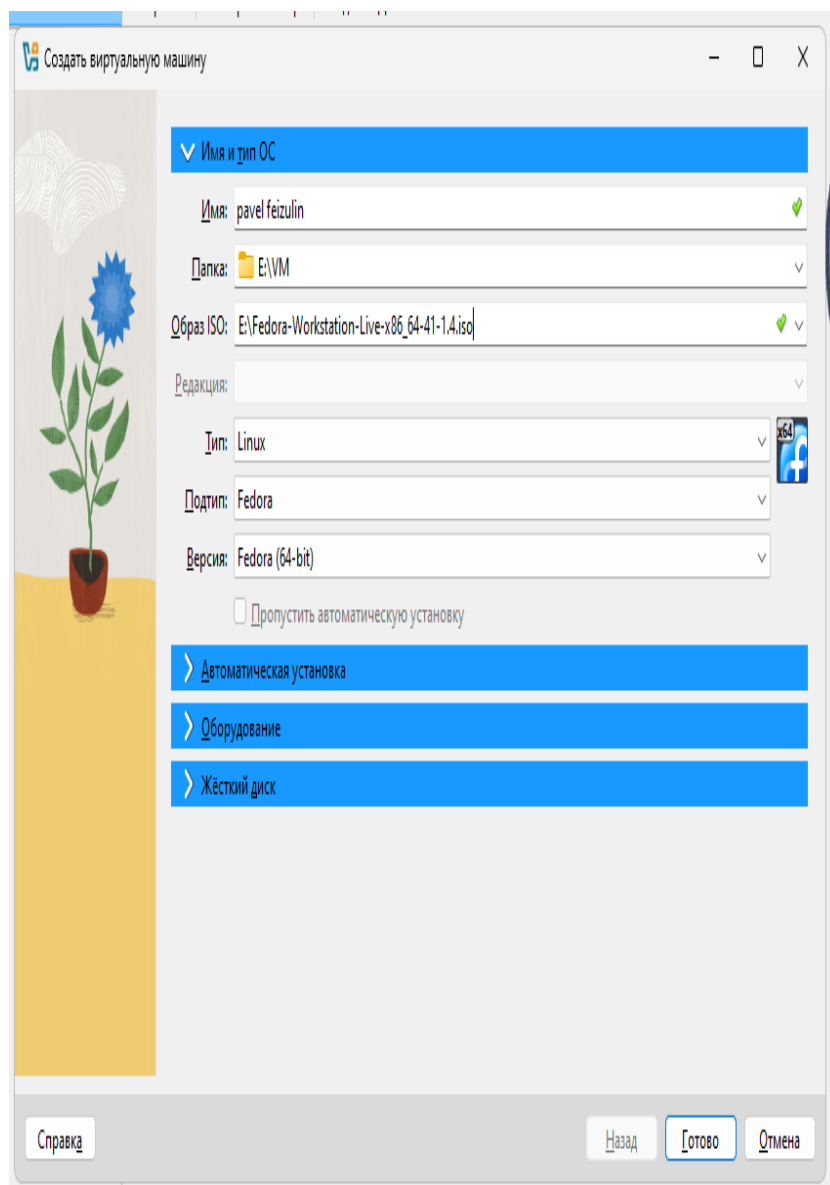 Создать виртуальную машину
Имя и тип ОС
Имя: pavel feizulin
Папка: E:\VM
Образ ISO: E:\Fedora-Workstation-Live-x86_64-41-1.4.iso
Редакция:
Тип: Linux
x64
Подтип: Fedora
Версия: Fedora (64-bit)
Пропустить автоматическую установку
Автоматическая установка
Оборудование
Жёсткий диск
Справка
Назад
Готово
Отмена